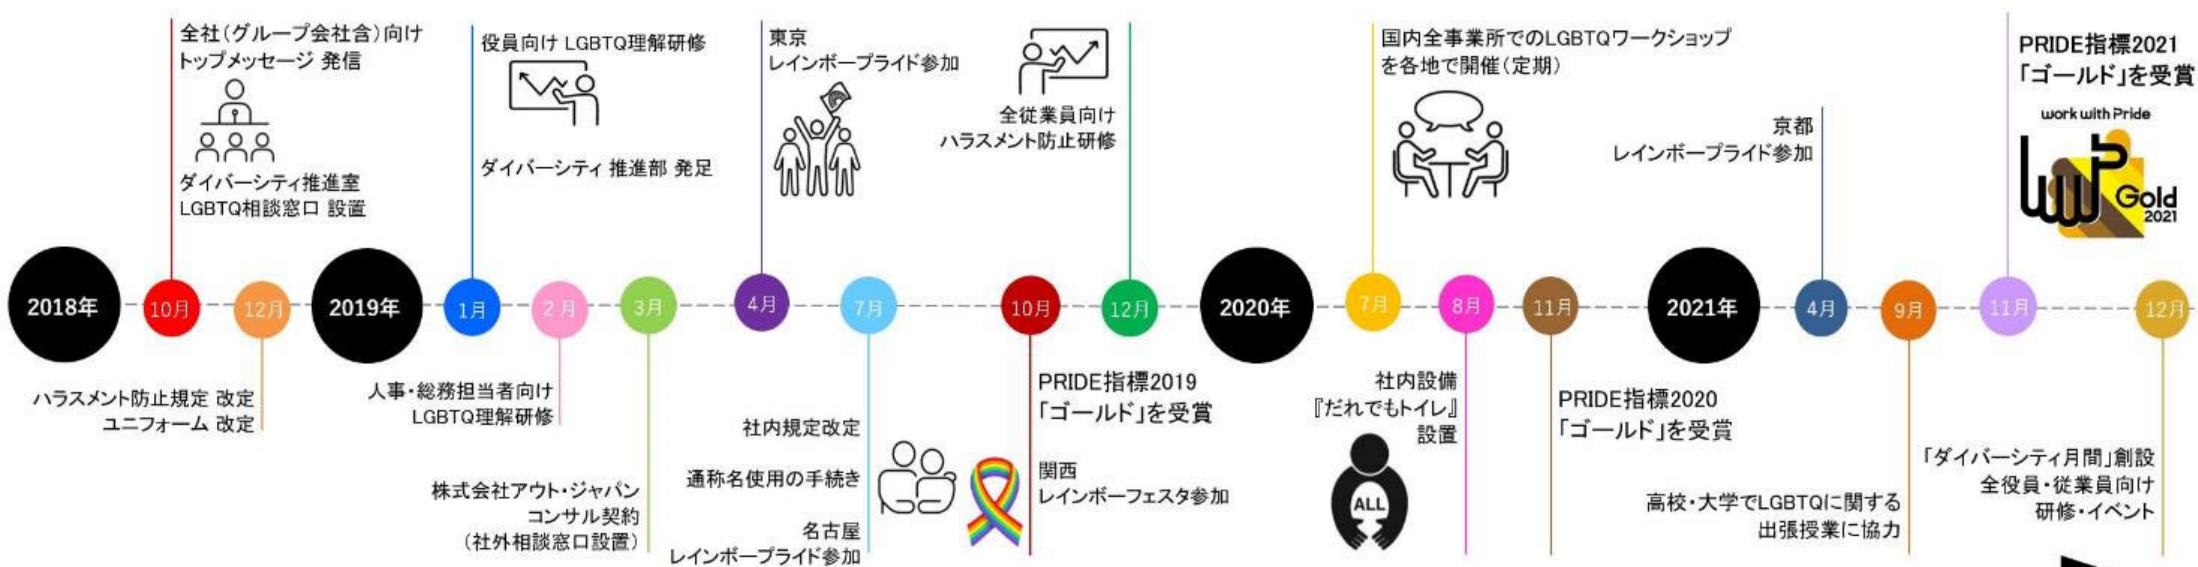 2018年
10月
全社(グループ会社含)向け
トップメッセージ 発信
ダイバーシティ推進室
LGBTQ相談窓口 設置
12月
ハラスメント防止規定 改定
ユニフォーム 改定
2019年
1月
役員向け LGBTQ理解研修
ダイバーシティ 推進部 発足
2月
人事・総務担当者向け
LGBTQ理解研修
3月
株式会社アウト・ジャパン
コンサル契約
(社外相談窓口設置)
4月
東京
レインボープライド参加
7月
社内規定改定
通称名使用の手続き
名古屋
レインボープライド参加
10月
PRIDE指標2019
「ゴールド」を受賞
関西
レインボーフェスタ参加
12月
全従業員向け
ハラスメント防止研修
2020年
7月
国内全事業所でのLGBTQワークショップ
を各地で開催(定期)
8月
社内設備
『だれでもトイレ』
設置
ALL
11月
PRIDE指標2020
「ゴールド」を受賞
2021年
4月
京都
レインボープライド参加
9月
高校・大学でLGBTQに関する
出張授業に協力
11月
PRIDE指標2021
「ゴールド」を受賞
work with Pride
wwP
Gold
2021
12月
「ダイバーシティ月間」創設
全役員・従業員向け
研修・イベント